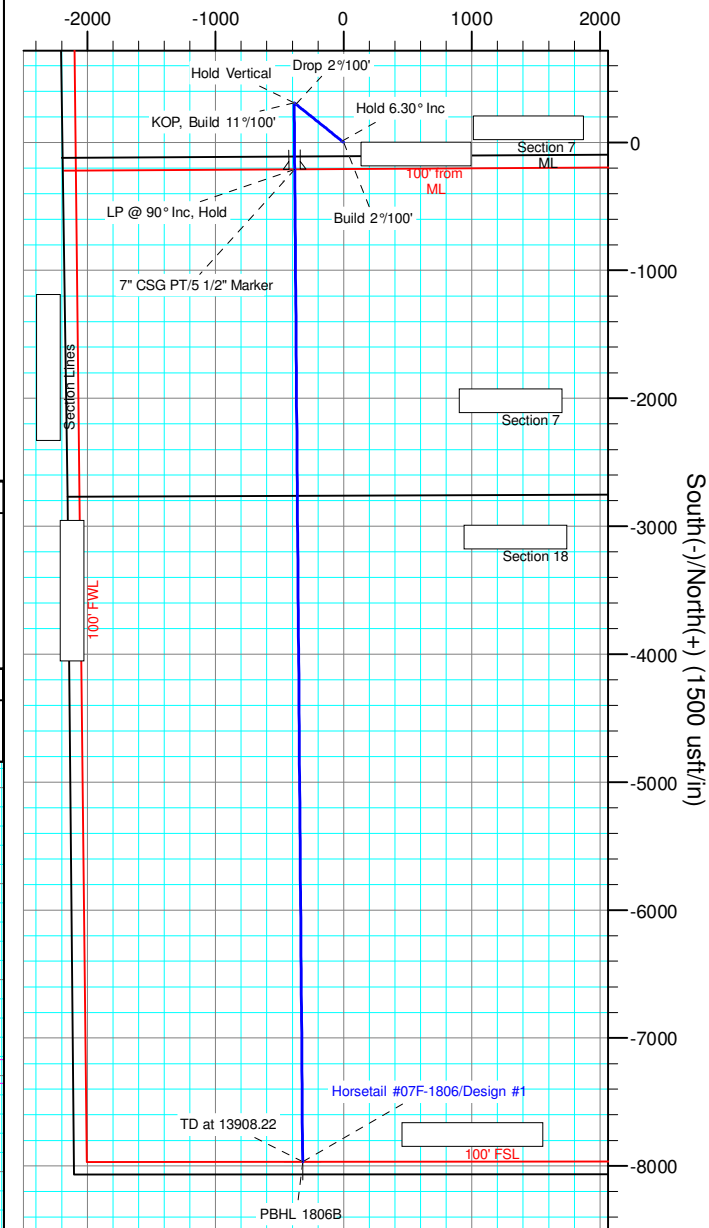 -2000 -1000 0 1000 2000
Drop 2°/100'
Hold Vertical
Hold 6.30° Inc
KOP, Build 11°/100'
0
Section 7
ML
100' from
ML
LP @ 90° Inc, Hold
Build 2°/100'
-1000
7" CSG PT/5 1/2" Marker
Section Lines
-2000
Section 7
South(-)/North(+) (1500 usft/in)
-3000
Section 18
100' FWL
-4000
-5000
-6000
-7000
Horsetail #07F-1806/Design #1
TD at 13908.22
100' FSL
-8000
PBHL 1806B